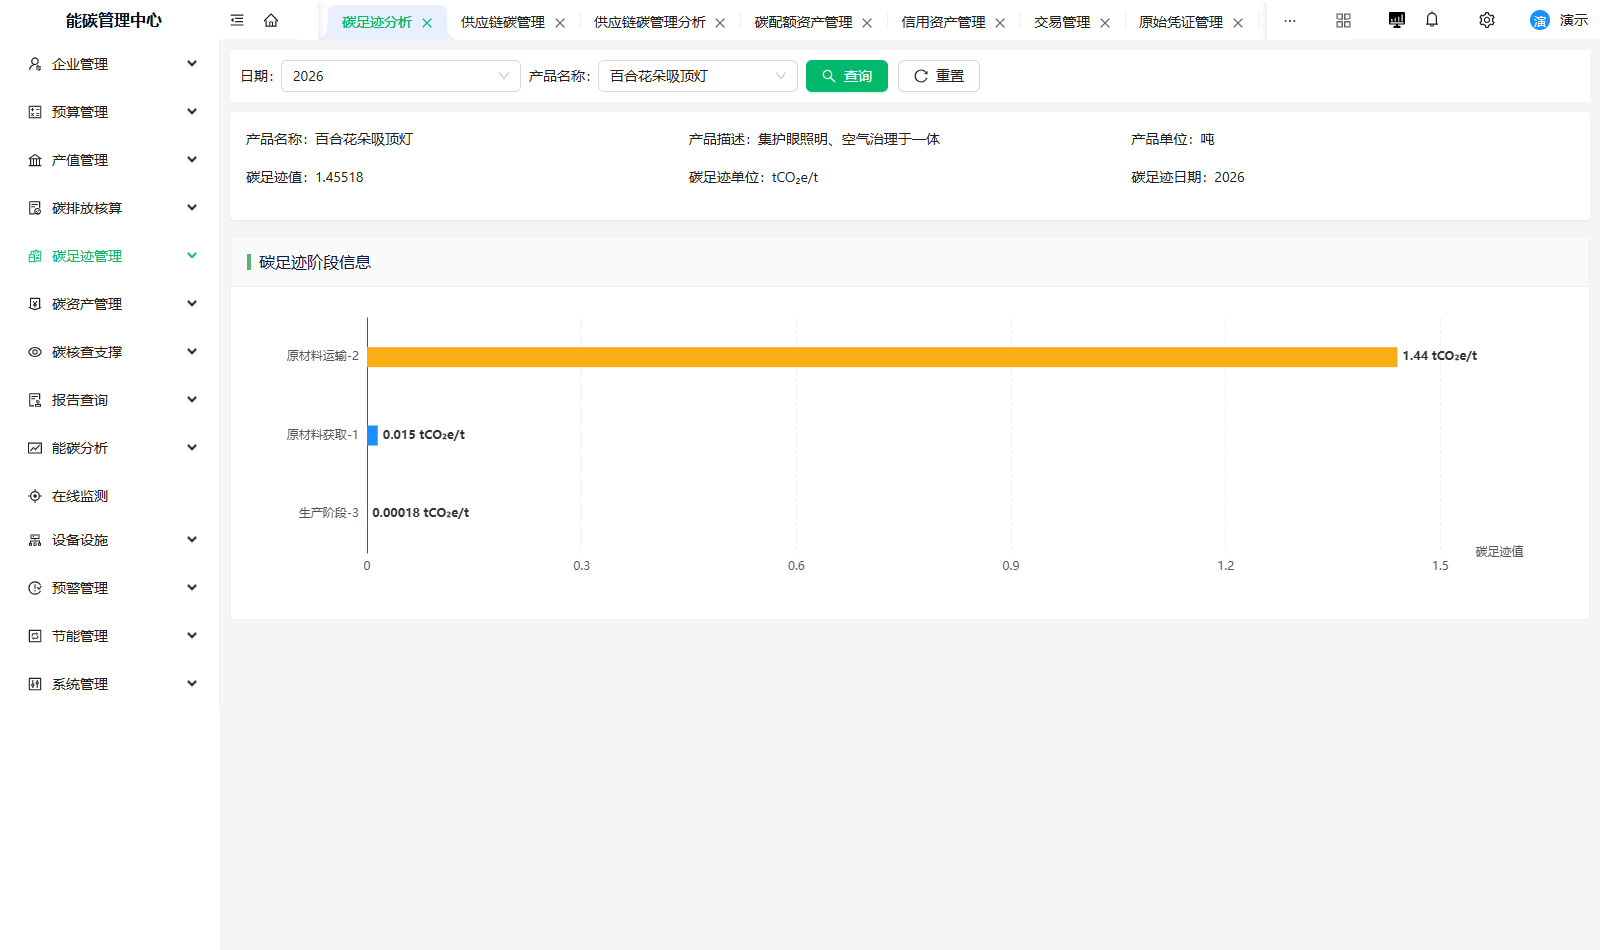 能碳管理中心
碳足迹分析
供应链碳管理
供应链碳管理分析
碳配额资产管理
信用资产管理
交易管理
原始凭证管理
演
演示
企业管理
预算管理
产值管理
碳排放核算
碳足迹管理
碳资产管理
碳核查支撑
报告查询
能碳分析
在线监测
设备设施
预警管理
节能管理
系统管理
日期: 2026 产品名称: 百合花朵吸顶灯 查询 重置
产品名称: 百合花朵吸顶灯 产品描述: 集护眼照明、空气治理于一体 产品单位: 吨
碳足迹值: 1.45518 碳足迹单位: tCO₂e/t 碳足迹日期: 2026
碳足迹阶段信息
原材料运输-2 1.44 tCO₂e/t
原材料获取-1 0.015 tCO₂e/t
生产阶段-3 0.00018 tCO₂e/t
碳足迹值
0 0.3 0.6 0.9 1.2 1.5